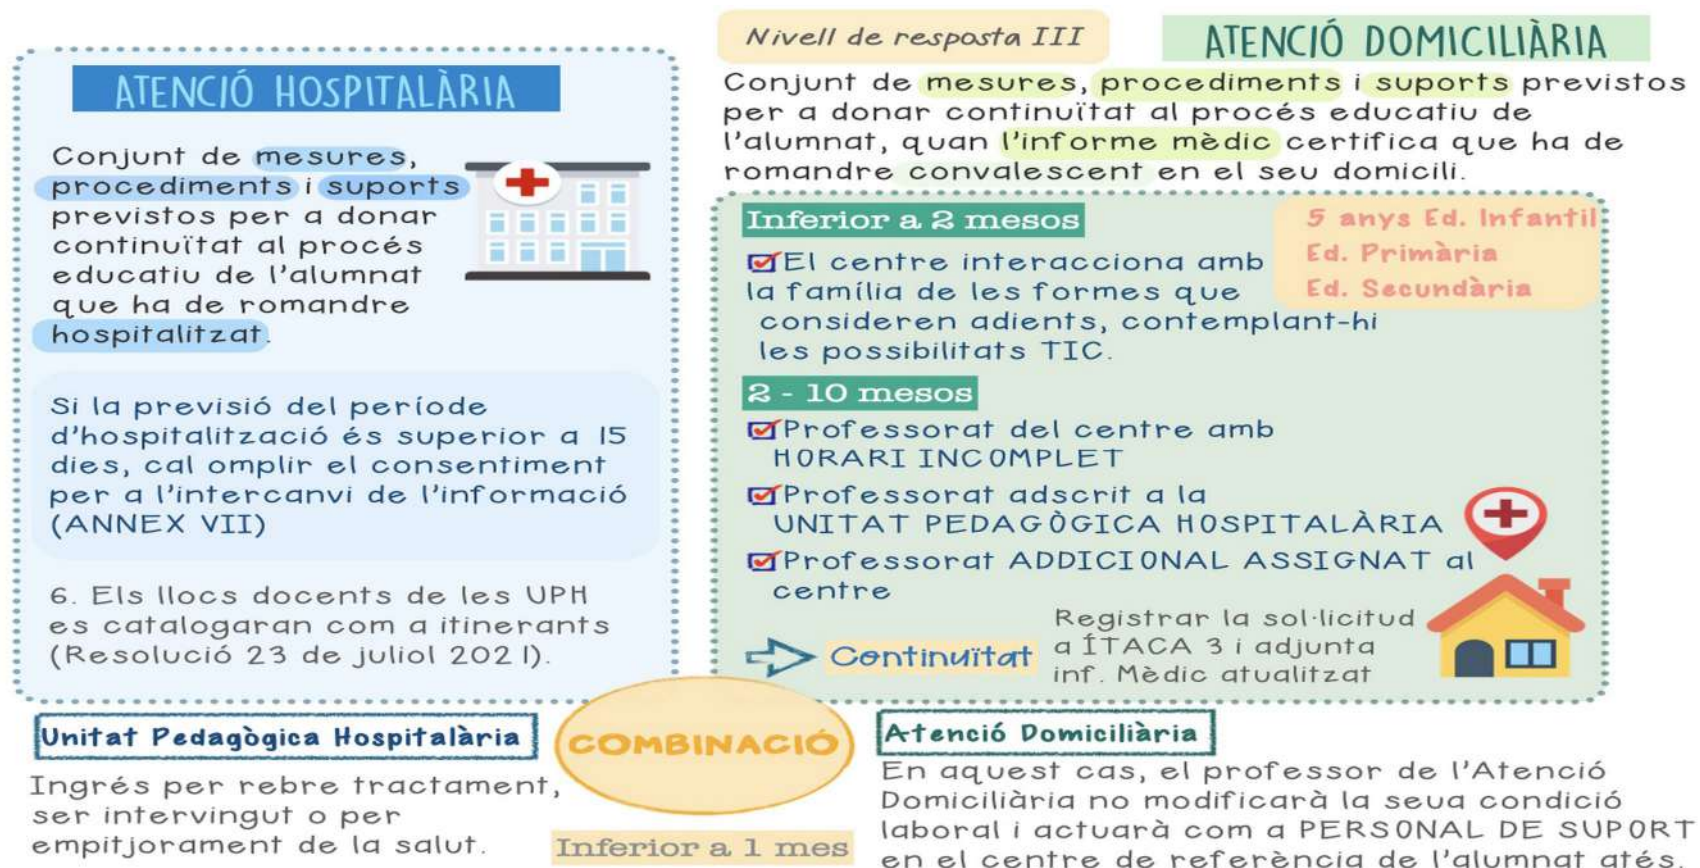 ATENCIÓ HOSPITALÀRIA
Conjunt de mesures,
procediments i suports
previstos per a donar
continuïtat al procés
educatiu de l'alumnat
que ha de romandre
hospitalitzat.
Si la previsió del període
d'hospitalització és superior a 15
dies, cal omplir el consentiment
per a l'intercanvi de l'informació
(ANNEX VII)
6. Els llocs docents de les UPH
es catalogaran com a itinerants
(Resolució 23 de juliol 2021).
Nivell de resposta III
ATENCIÓ DOMICILIÀRIA
Conjunt de mesures, procediments i suports previstos
per a donar continuïtat al procés educatiu de
l'alumnat, quan l'informe mèdic certifica que ha de
romandre convalescent en el seu domicili.
Inferior a 2 mesos
5 anys Ed. Infantil
Ed. Primària
Ed. Secundària
El centre interacciona amb
la família de les formes que
consideren adients, contemplant-hi
les possibilitats TIC.
2 - 10 mesos
Professorat del centre amb
HORARI INCOMPLET
Professorat adscrit a la
UNITAT PEDAGÒGICA HOSPITALÀRIA
Professorat ADDICIONAL ASSIGNAT al
centre
Continuïtat
Registrar la sol·licitud
a ÍTACA 3 i adjunta
inf. Mèdic atualitzat
Unitat Pedagògica Hospitalària
Ingrés per rebre tractament,
ser intervingut o per
empitjorament de la salut.
COMBINACIÓ
Inferior a 1 mes
Atenció Domiciliària
En aquest cas, el professor de l'Atenció
Domiciliària no modificarà la seua condició
laboral i actuarà com a PERSONAL DE SUPORT
en el centre de referència de l'alumnat atés.